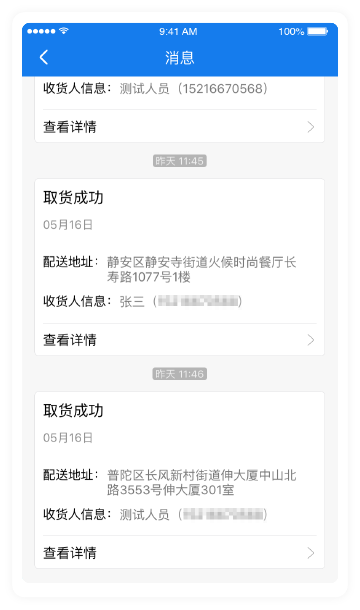 9:41 AM
100%
消息
收货人信息：测试人员（15216670568）
查看详情
昨天 11:45
取货成功
05月16日
配送地址：静安区静安寺街道火候时尚餐厅长
寿路1077号1楼
收货人信息：张三（）
查看详情
昨天 11:46
取货成功
05月16日
配送地址：普陀区长风新村街道伸大厦中山北
路3553号伸大厦301室
收货人信息：测试人员（）
查看详情